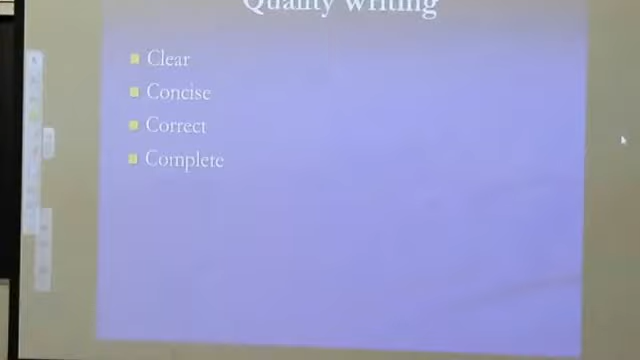 Quality writing
Clear
Concise
Correct
Complete